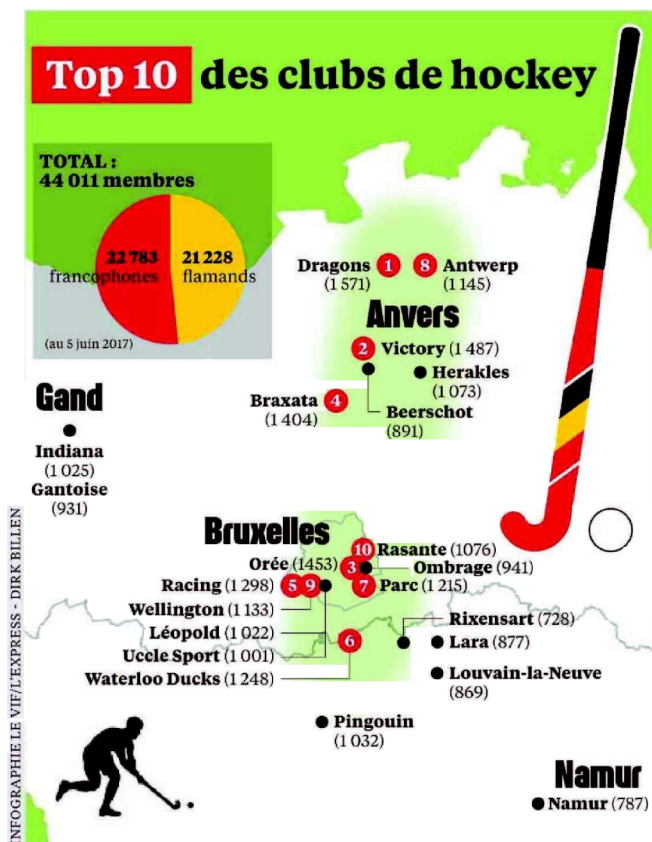 Top 10 des clubs de hockey
TOTAL :
44 011 membres
22 783
francophones
21 228
flamands
(au 5 juin 2017)
Dragons 1
(1 571)
8 Antwerp
(1 145)
Anvers
2 Victory (1 487)
Herakles
(1 073)
Braxata 4
(1 404)
Beerschot
(891)
Gand
Indiana
(1 025)
Gantoise
(931)
Bruxelles
10 Rasante (1076)
Orée (1453) 3
Ombrage (941)
Racing (1 298) 5
9
7 Parc (1 215)
Wellington (1 133)
Rixensart (728)
Léopold (1 022)
6
Lara (877)
Uccle Sport (1 001)
Waterloo Ducks (1 248)
Louvain-la-Neuve
(869)
Pingouin
(1 032)
Namur
Namur (787)
INFOGRAPHIE LE VIF/L'EXPRESS - DIRK BILLEN